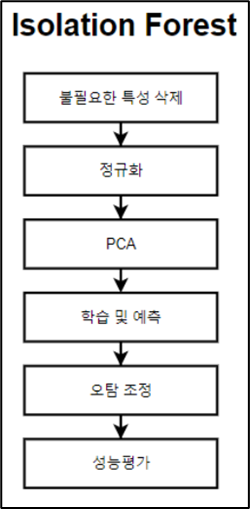 Isolation Forest
불필요한 특성 삭제
정규화
PCA
학습 및 예측
오탐 조정
성능평가